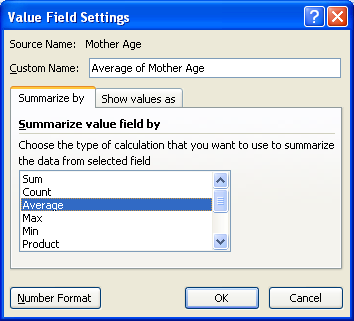 Value Field Settings
Source Name: Mother Age
Custom Name: Average of Mother Age
Summarize by Show values as
Summarize value field by
Choose the type of calculation that you want to use to summarize
the data from selected field
Sum
Count
Average
Max
Min
Product
Number Format OK Cancel